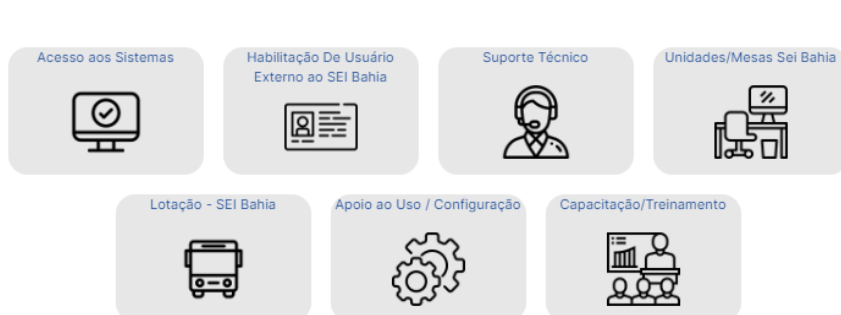 Acesso aos Sistemas
Habilitação De Usuário
Externo ao SEI Bahia
Suporte Técnico
Unidades/Mesas Sei Bahia
Lotação - SEI Bahia
Apoio ao Uso / Configuração
Capacitação/Treinamento